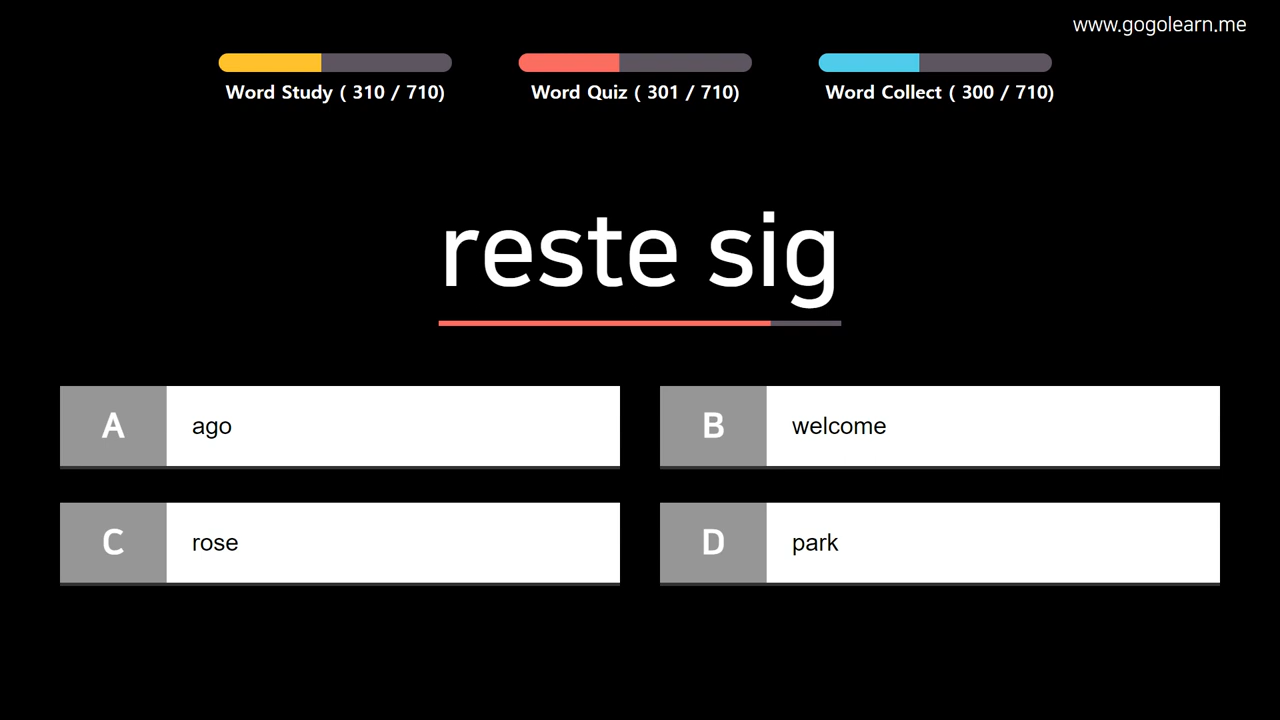 www.gogolearn.me
Word Study ( 310 / 710)
Word Quiz ( 301 / 710)
Word Collect ( 300 / 710)
reste sig
A ago
B welcome
C rose
D park